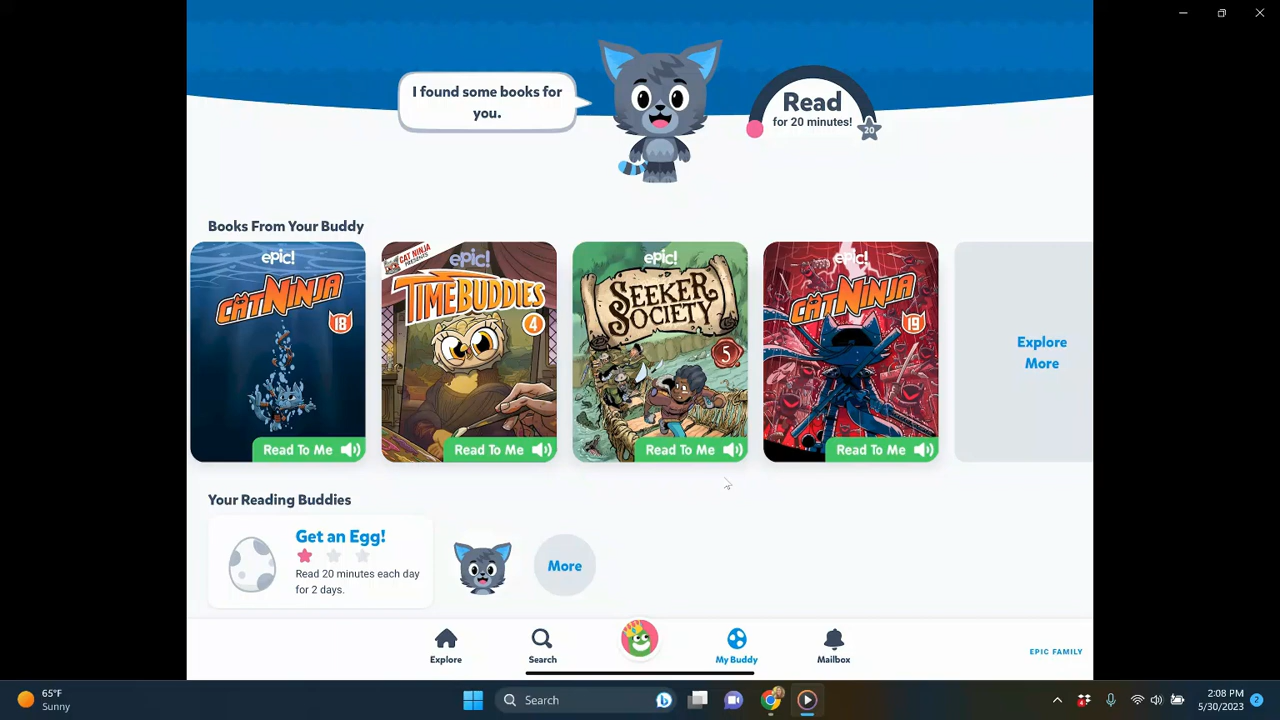 I found some books for
you.
Read
for 20 minutes!
20
Books From Your Buddy
epic!
CAT NINJA
18
Read To Me
CAT NINJA
PRESENTS
epic!
TIME BUDDIES
4
Read To Me
epic!
SEEKER
SOCIETY
5
Read To Me
epic!
CAT NINJA
19
Read To Me
Explore
More
Your Reading Buddies
Get an Egg!
Read 20 minutes each day
for 2 days.
More
Explore
Search
My Buddy
Mailbox
EPIC FAMILY
65°F
Sunny
Search
2:08 PM
5/30/2023
2